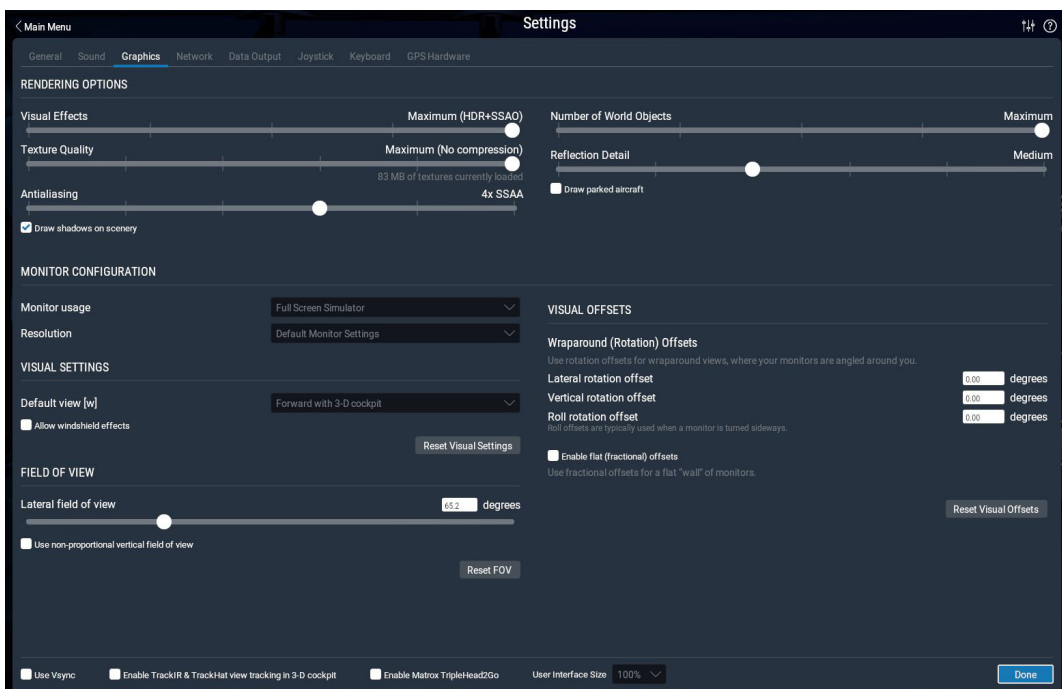 Main Menu
Settings
General Sound Graphics Network Data Output Joystick Keyboard GPS Hardware
RENDERING OPTIONS
Visual Effects Maximum (HDR+SSAO)
Texture Quality Maximum (No compression)
83 MB of textures currently loaded
Antialiasing 4x SSAA
Draw shadows on scenery
Number of World Objects Maximum
Reflection Detail Medium
Draw parked aircraft
MONITOR CONFIGURATION
Monitor usage Full Screen Simulator
Resolution Default Monitor Settings
VISUAL SETTINGS
Default view [w] Forward with 3-D cockpit
Allow windshield effects
Reset Visual Settings
FIELD OF VIEW
Lateral field of view 65.2 degrees
Use non-proportional vertical field of view
Reset FOV
VISUAL OFFSETS
Wraparound (Rotation) Offsets
Use rotation offsets for wraparound views, where your monitors are angled around you.
Lateral rotation offset 0.00 degrees
Vertical rotation offset 0.00 degrees
Roll rotation offset 0.00 degrees
Roll offsets are typically used when a monitor is turned sideways.
Enable flat (fractional) offsets
Use fractional offsets for a flat "wall" of monitors.
Reset Visual Offsets
Use Vsync Enable TrackIR & TrackHat view tracking in 3-D cockpit Enable Matrox TripleHead2Go User Interface Size 100% Done